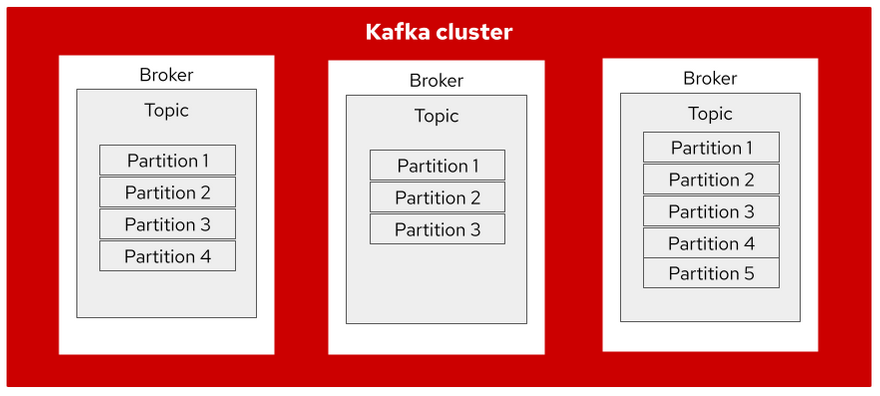 Kafka cluster
Broker
Topic
Partition 1
Partition 2
Partition 3
Partition 4
Broker
Topic
Partition 1
Partition 2
Partition 3
Broker
Topic
Partition 1
Partition 2
Partition 3
Partition 4
Partition 5